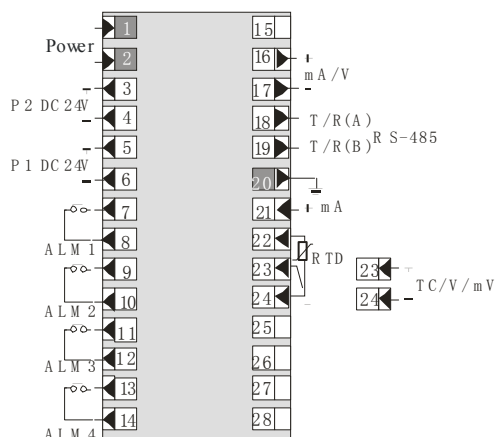 1 15
Power
2 16 +
mA/V
3 17 -
P2 DC24V
4 18 T/R(A)
RS-485
5 19 T/R(B)
P1 DC24V
6 20
7 21 + mA
8 22
ALM1
RTD
9 23 23 +
TC/V/mV
10 24 - 24 -
ALM2
11 25
12 26
ALM3
13 27
14 28
ALM4